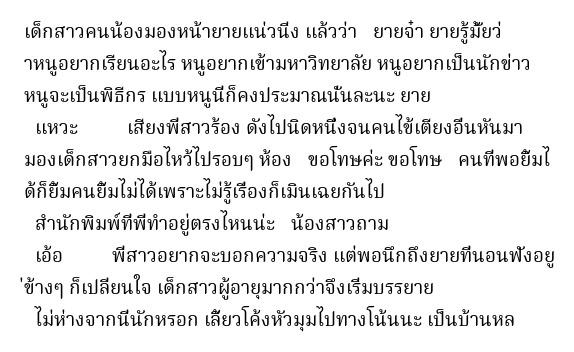 เด็กสาวคนน้องมองหน้ายายแน่วนิ่ง แล้วว่า ยายจ๋า ยายรู้มั้ยว่
าหนูอยากเรียนอะไร หนูอยากเข้ามหาวิทยาลัย หนูอยากเป็นนักข่าว
หนูจะเป็นพิธีกร แบบหนูนี่ก็คงประมาณนั้นละนะ ยาย
แหวะ เสียงพี่สาวร้อง ดังไปนิดหนึ่งจนคนไข้เตียงอื่นหันมา
มองเด็กสาวยกมือไหว้ไปรอบๆ ห้อง ขอโทษค่ะ ขอโทษ คนที่พอยิ้มไ
ด้ก็ยิ้มคนยิ้มไม่ได้เพราะไม่รู้เรื่องก็เมินเฉยกันไป
สำนักพิมพ์ที่พี่ทำอยู่ตรงไหนน่ะ น้องสาวถาม
เอ้อ พี่สาวอยากจะบอกความจริง แต่พอนึกถึงยายที่นอนฟังอยู
่ข้างๆ ก็เปลี่ยนใจ เด็กสาวผู้อายุมากกว่าจึงเริ่มบรรยาย
ไม่ห่างจากนี่นักหรอก เลี้ยวโค้งหัวมุมไปทางโน้นนะ เป็นบ้านหล